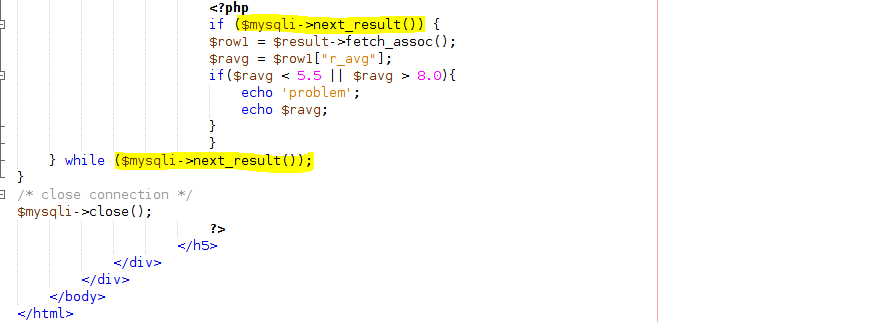 <?php
if ($mysqli->next_result()) {
$row1 = $result->fetch_assoc();
$ravg = $row1["r_avg"];
if($ravg < 5.5 || $ravg > 8.0){
echo 'problem';
echo $ravg;
}
}
} while ($mysqli->next_result());
}
/* close connection */
$mysqli->close();
?>
</h5>
</div>
</div>
</body>
</html>